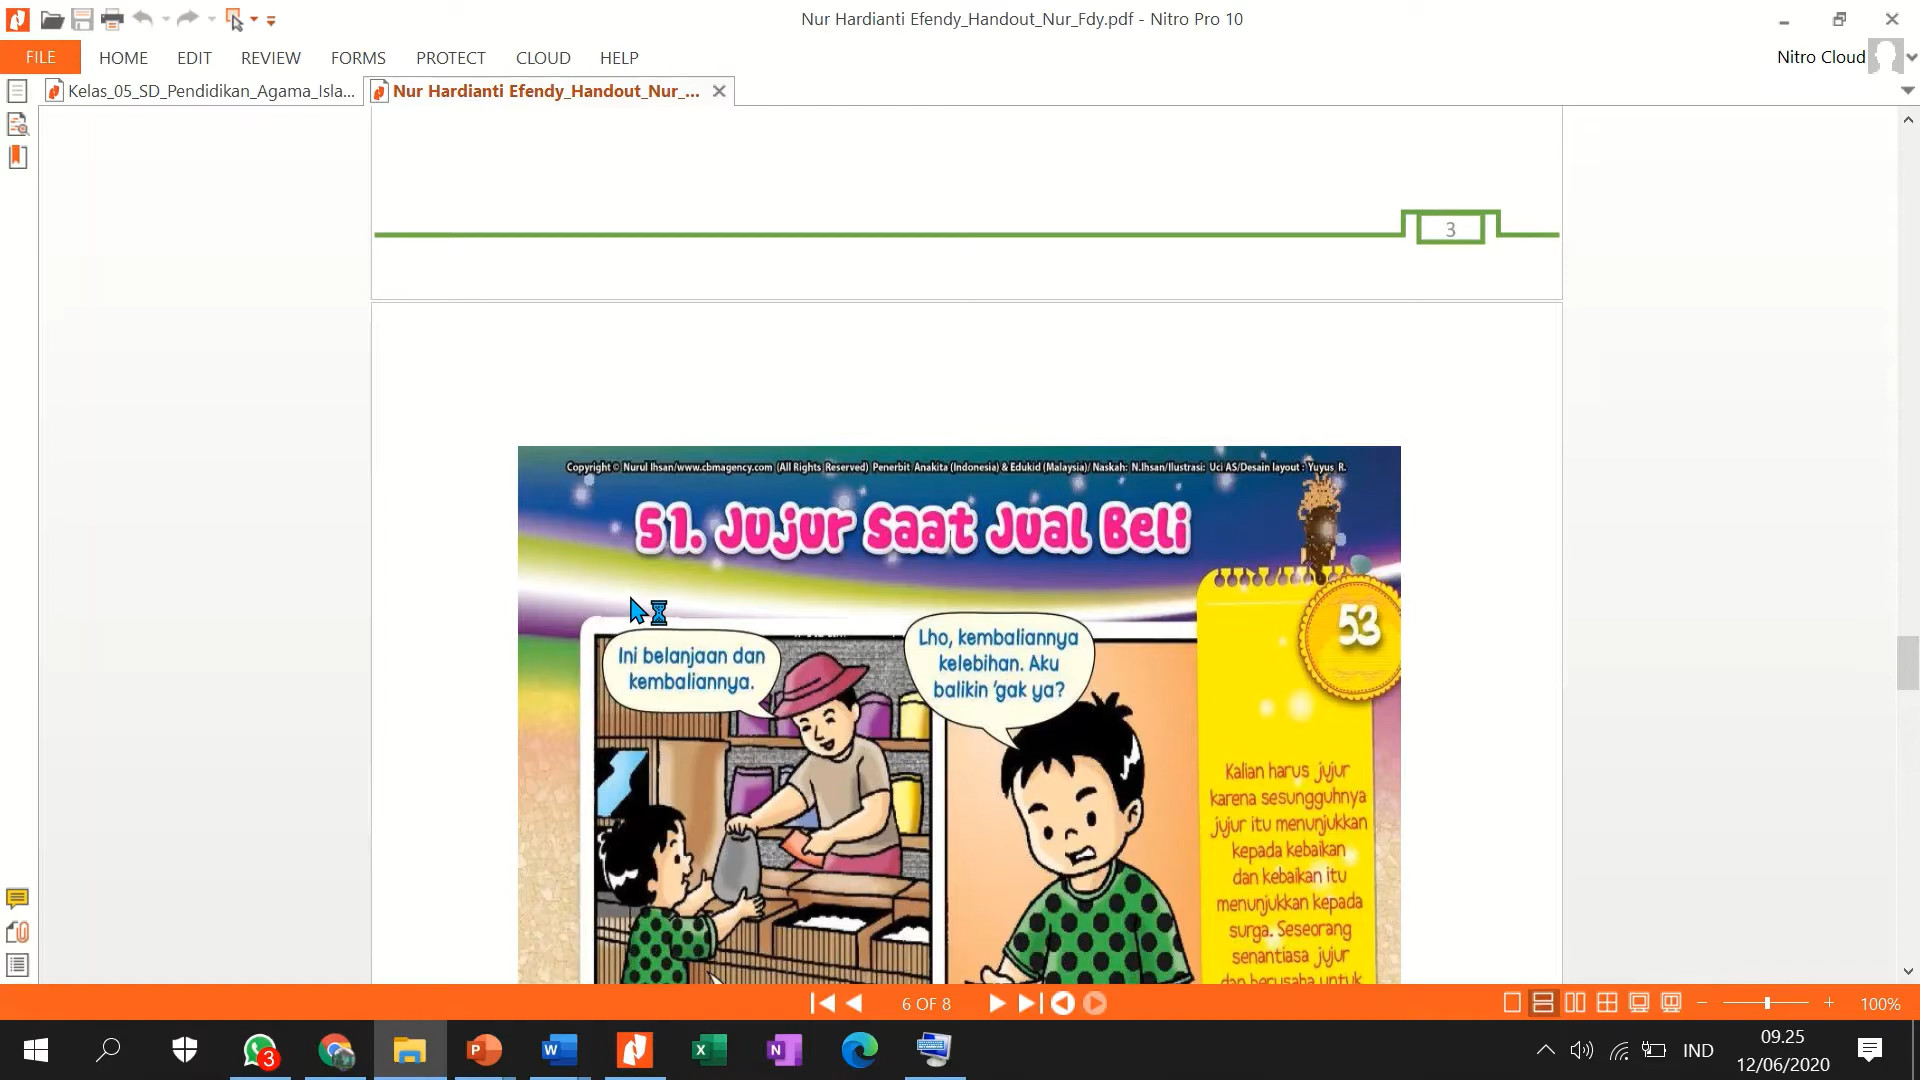 Nur Hardianti Efendy_Handout_Nur_Fdy.pdf - Nitro Pro 10
FILE HOME EDIT REVIEW FORMS PROTECT CLOUD HELP
Nitro Cloud
Kelas_05_SD_Pendidikan_Agama_Isla...
Nur Hardianti Efendy_Handout_Nur_...
3
Copyright © Nurul Ihsan/www.cbmagency.com (All Rights Reserved) Penerbit Anakita (Indonesia) & Edukid (Malaysia)/ Naskah: N.Ihsan/Ilustrasi: Uci AS/Desain layout : Yuyus R.
51. Jujur Saat Jual Beli
53
Ini belanjaan dan
kembaliannya.
Lho, kembaliannya
kelebihan. Aku
balikin 'gak ya?
Kalian harus jujur
karena sesungguhnya
jujur itu menunjukkan
kepada kebaikan
dan kebaikan itu
menunjukkan kepada
surga. Seseorang
senantiasa jujur
dan berusaha untuk
6 OF 8
100%
3
IND
09.25
12/06/2020